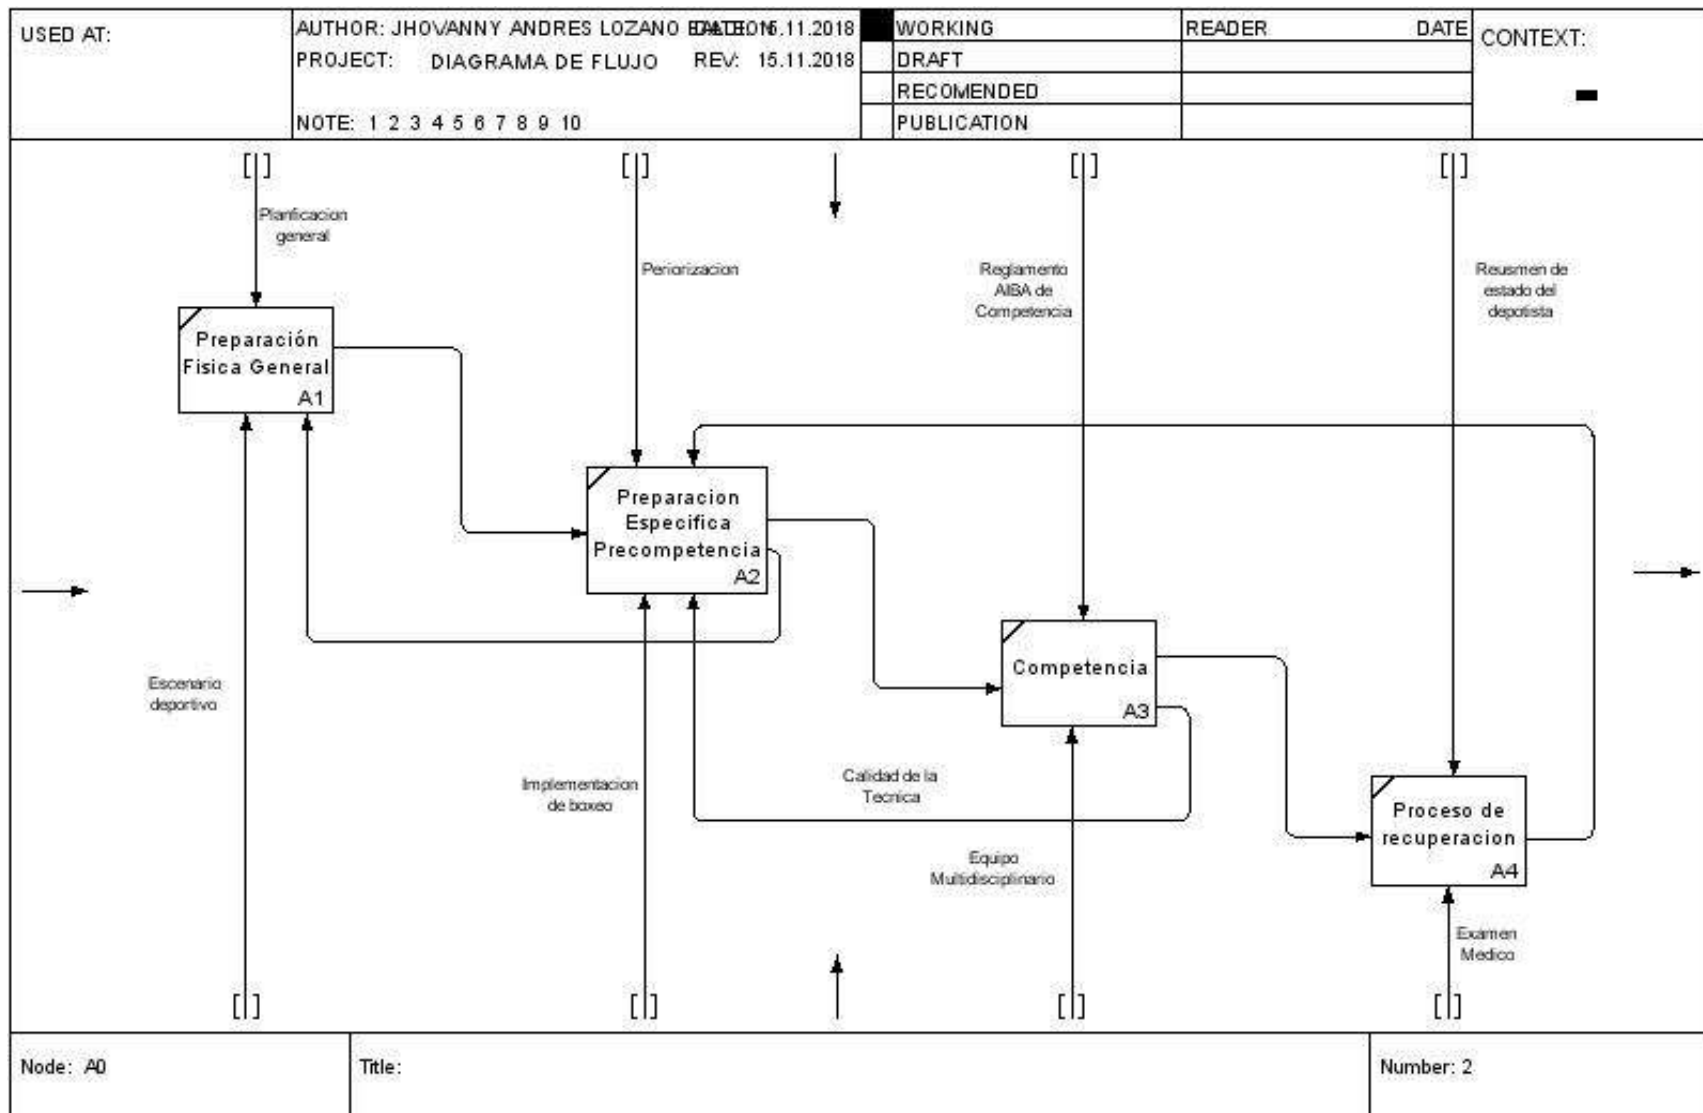 USED AT:
AUTHOR: JHOVANNY ANDRES LOZANO
DATE: 15.11.2018
PROJECT: DIAGRAMA DE FLUJO
REV: 15.11.2018
NOTE: 1 2 3 4 5 6 7 8 9 10
WORKING
DRAFT
RECOMENDED
PUBLICATION
READER
DATE
CONTEXT:
Planficacion
general
Periorizacion
Reglamento
AIBA de
Competencia
Reusmen de
estado del
depotista
Preparación
Fisica General
A1
Preparacion
Especifica
Precompetencia
A2
Competencia
A3
Proceso de
recuperacion
A4
Escenario
deportivo
Implementacion
de boxeo
Calidad de la
Tecnica
Equipo
Multidisciplinario
Examen
Medico
Node: A0
Title:
Number: 2